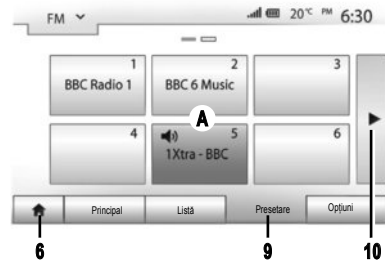 FM 20°C PM 6:30
1 2 3
BBC Radio 1 BBC 6 Music
A
4 5 6
1Xtra - BBC
Principal Listă Presetare Opțiuni
6 9 10